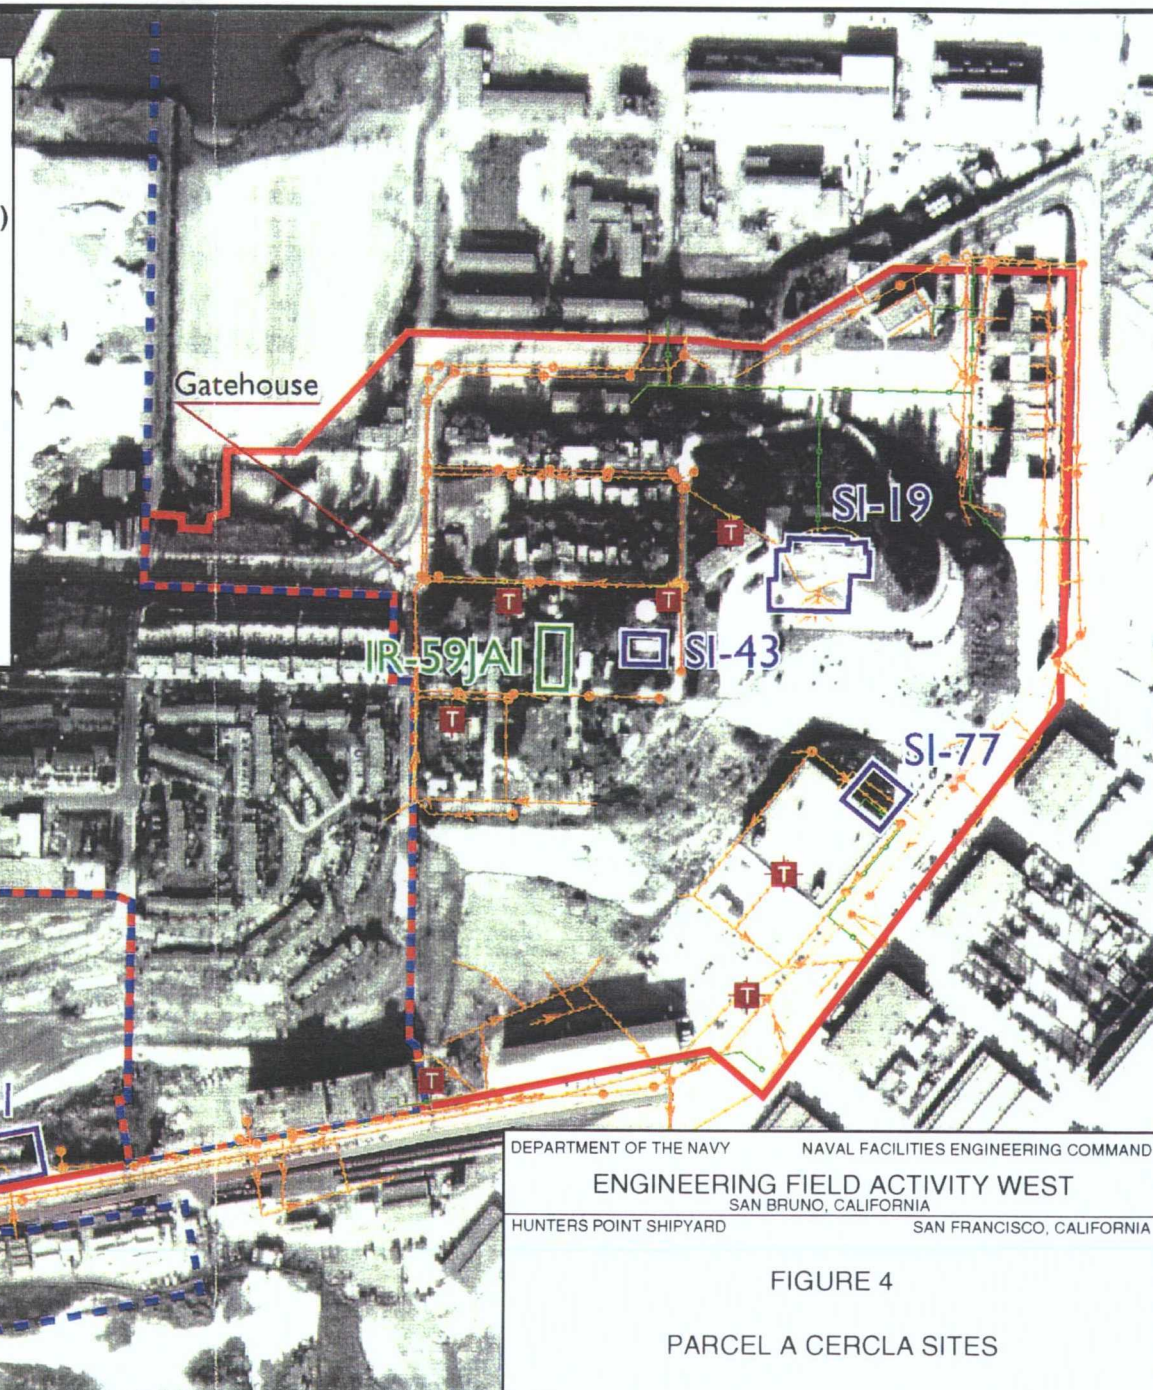 )
Gatehouse
SI-19
T
T
T
IR-59JAI
SI-43
T
SI-77
T
T
T
I
DEPARTMENT OF THE NAVY NAVAL FACILITIES ENGINEERING COMMAND
ENGINEERING FIELD ACTIVITY WEST
SAN BRUNO, CALIFORNIA
HUNTERS POINT SHIPYARD SAN FRANCISCO, CALIFORNIA
FIGURE 4
PARCEL A CERCLA SITES